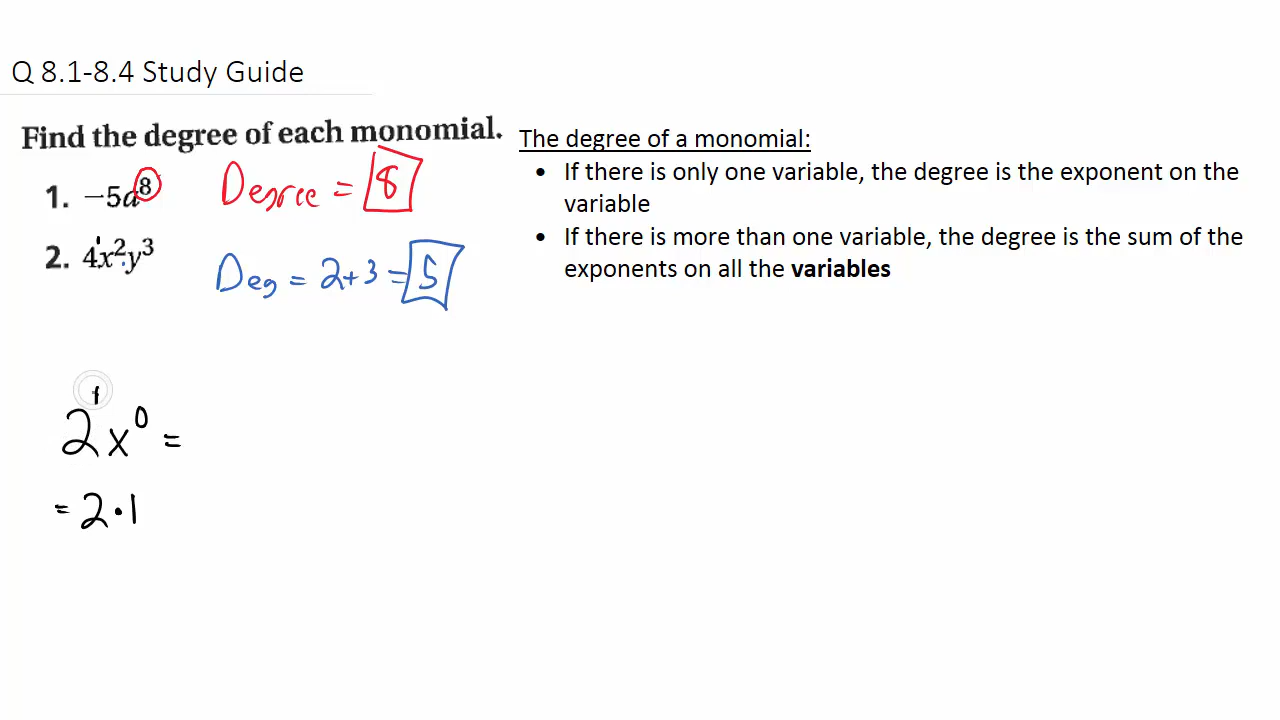 Q 8.1-8.4 Study Guide
Find the degree of each monomial.
1. −5a⁸ Degree = 8
2. 4¹x²y³ Deg = 2+3 = 5
The degree of a monomial:
• If there is only one variable, the degree is the exponent on the
variable
• If there is more than one variable, the degree is the sum of the
exponents on all the variables
2¹x⁰ =
= 2·1